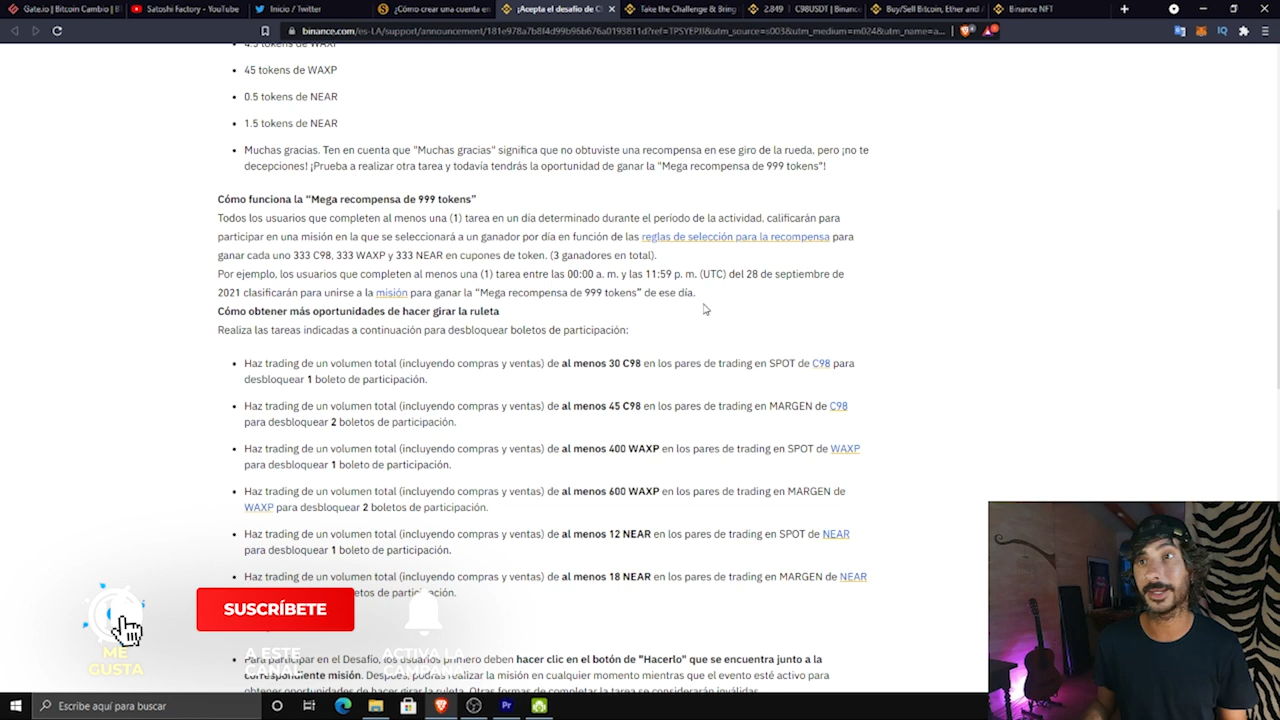 Gate.io | Bitcoin Cambio | Bi
Satoshi Factory - YouTube
Inicio / Twitter
¿Cómo crear una cuenta en
¡Acepta el desafío de C
Take the Challenge & Bring
2.849 | C98USDT | Binanc
Buy/Sell Bitcoin, Ether and
Binance NFT
binance.com/es-LA/support/announcement/181e978a7b8f4d99b96b676a0193811d?ref=TPSYEPJI&utm_source=s003&utm_medium=m024&utm_name=a...
4.5 tokens de WAXP
45 tokens de WAXP
0.5 tokens de NEAR
1.5 tokens de NEAR
Muchas gracias. Ten en cuenta que "Muchas gracias" significa que no obtuviste una recompensa en ese giro de la rueda, pero ¡no te
decepciones! ¡Prueba a realizar otra tarea y todavía tendrás la oportunidad de ganar la "Mega recompensa de 999 tokens"!
Cómo funciona la “Mega recompensa de 999 tokens”
Todos los usuarios que completen al menos una (1) tarea en un día determinado durante el período de la actividad, calificarán para
participar en una misión en la que se seleccionará a un ganador por día en función de las reglas de selección para la recompensa para
ganar cada uno 333 C98, 333 WAXP y 333 NEAR en cupones de token. (3 ganadores en total).
Por ejemplo, los usuarios que completen al menos una (1) tarea entre las 00:00 a. m. y las 11:59 p. m. (UTC) del 28 de septiembre de
2021 clasificarán para unirse a la misión para ganar la “Mega recompensa de 999 tokens” de ese día.
Cómo obtener más oportunidades de hacer girar la ruleta
Realiza las tareas indicadas a continuación para desbloquear boletos de participación:
Haz trading de un volumen total (incluyendo compras y ventas) de al menos 30 C98 en los pares de trading en SPOT de C98 para
desbloquear 1 boleto de participación.
Haz trading de un volumen total (incluyendo compras y ventas) de al menos 45 C98 en los pares de trading en MARGEN de C98
para desbloquear 2 boletos de participación.
Haz trading de un volumen total (incluyendo compras y ventas) de al menos 400 WAXP en los pares de trading en SPOT de WAXP
para desbloquear 1 boleto de participación.
Haz trading de un volumen total (incluyendo compras y ventas) de al menos 600 WAXP en los pares de trading en MARGEN de
WAXP para desbloquear 2 boletos de participación.
Haz trading de un volumen total (incluyendo compras y ventas) de al menos 12 NEAR en los pares de trading en SPOT de NEAR
para desbloquear 1 boleto de participación.
Haz trading de un volumen total (incluyendo compras y ventas) de al menos 18 NEAR en los pares de trading en MARGEN de NEAR
boletos de participación.
SUSCRÍBETE
ME GUSTA
A ESTE CANAL
ACTIVA LA
Para participar en el Desafío, los usuarios primero deben hacer clic en el botón de "Hacerlo" que se encuentra junto a la
correspondiente misión. Después, podrás realizar la misión en cualquier momento mientras que el evento esté activo para
obtener oportunidades de hacer girar la ruleta. Otras formas de completar la tarea se considerarán inválidas.
Escribe aquí para buscar